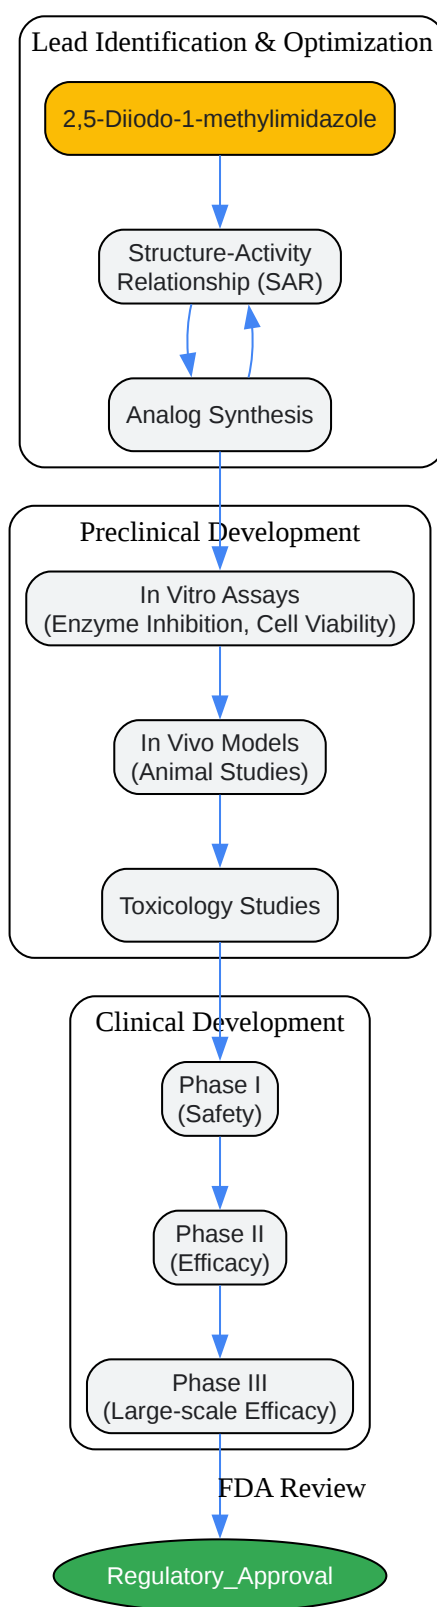 Lead Identification & Optimization
2,5-Diiodo-1-methylimidazole
Structure-Activity
Relationship (SAR)
Analog Synthesis
Preclinical Development
In Vitro Assays
(Enzyme Inhibition, Cell Viability)
In Vivo Models
(Animal Studies)
Toxicology Studies
Clinical Development
Phase I
(Safety)
Phase II
(Efficacy)
Phase III
(Large-scale Efficacy)
FDA Review
Regulatory_Approval